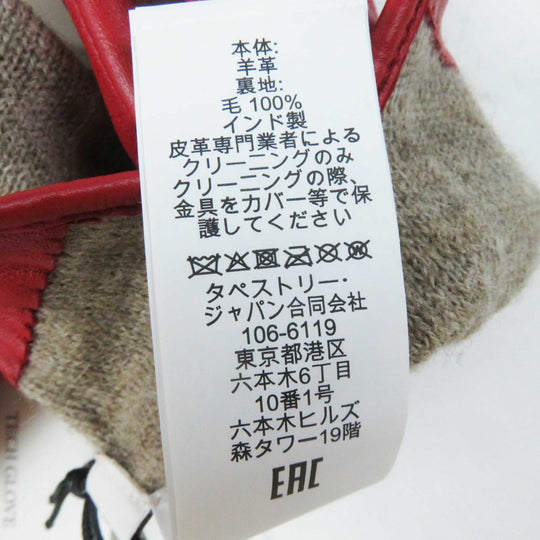 本体:
羊革
裏地:
毛 100%
インド製
皮革専門業者による
クリーニングのみ
クリーニングの際、
金具をカバー等で保
護してください
タペストリー・
ジャパン合同会社
106-6119
東京都港区
六本木6丁目
10番1号
六本木ヒルズ
森タワー19階
EAC
TECH GLOVE